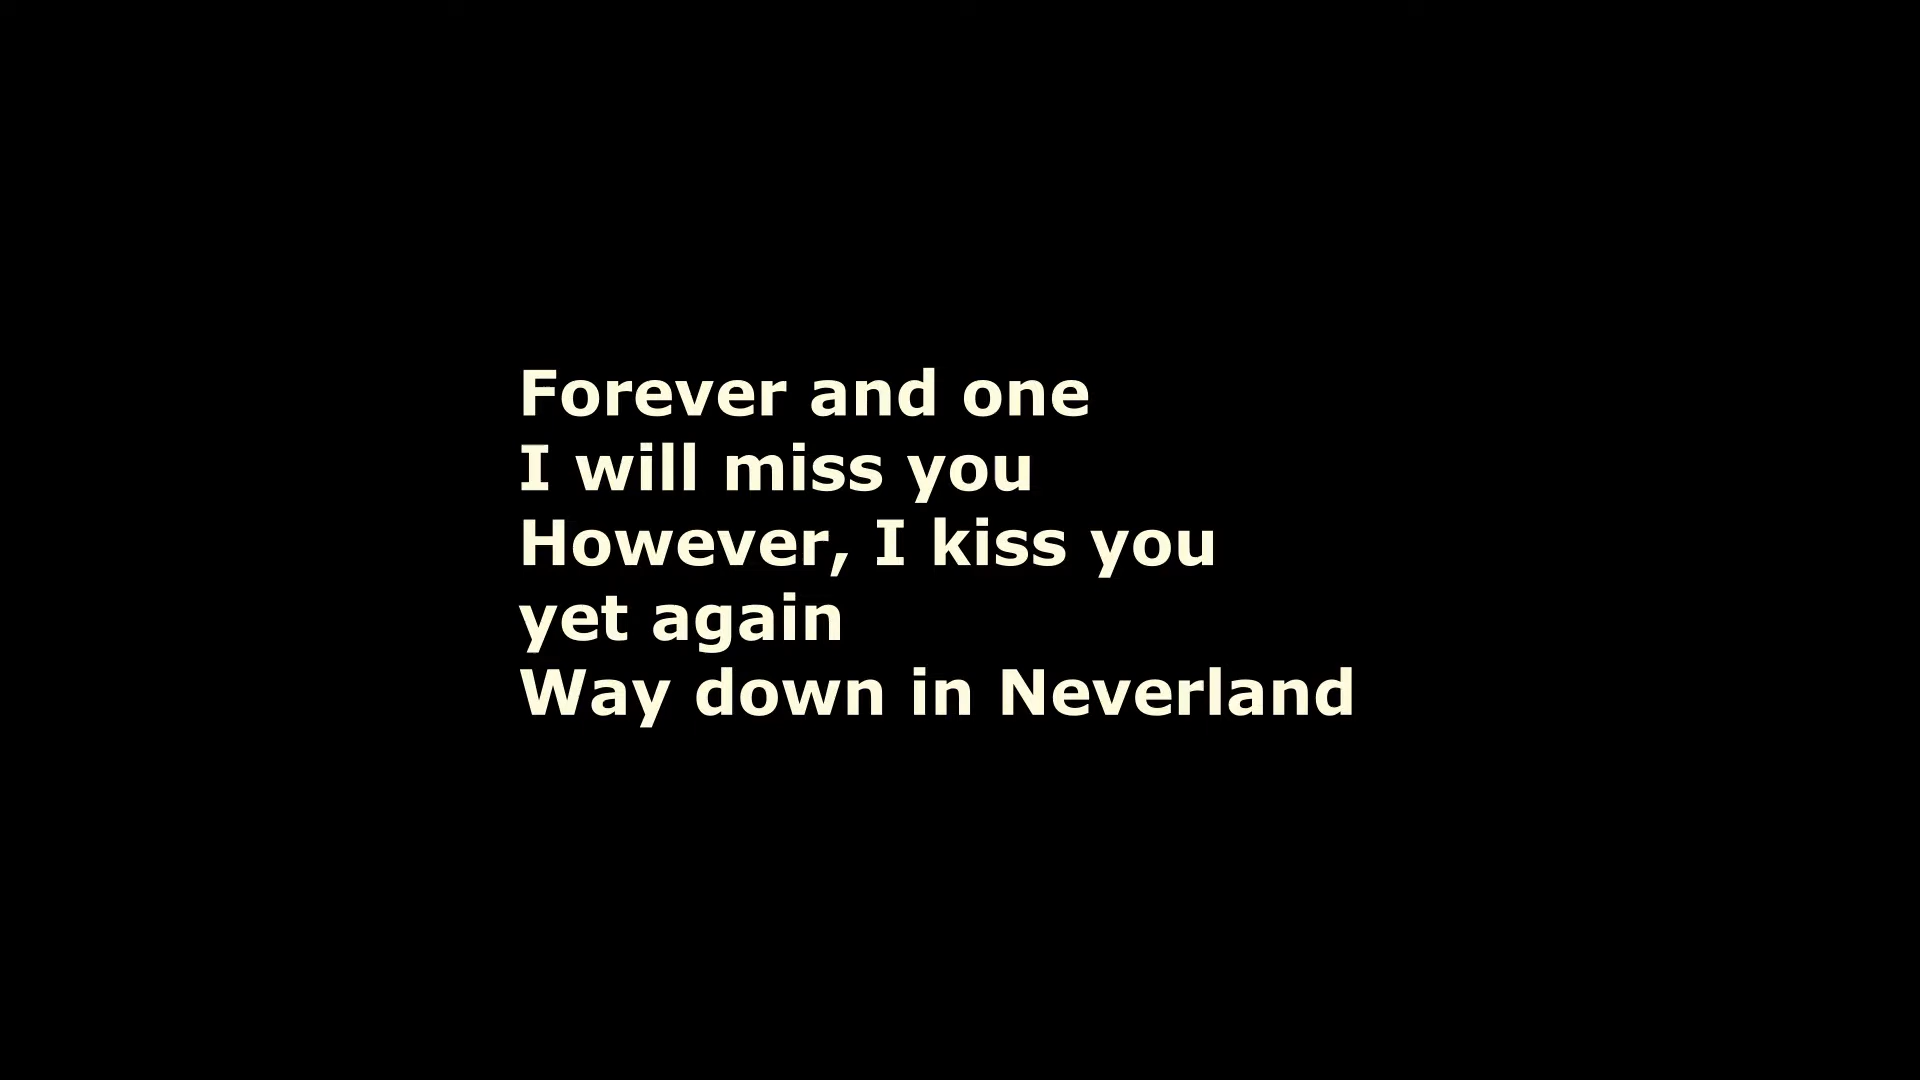 Forever and one
I will miss you
However, I kiss you
yet again
Way down in Neverland